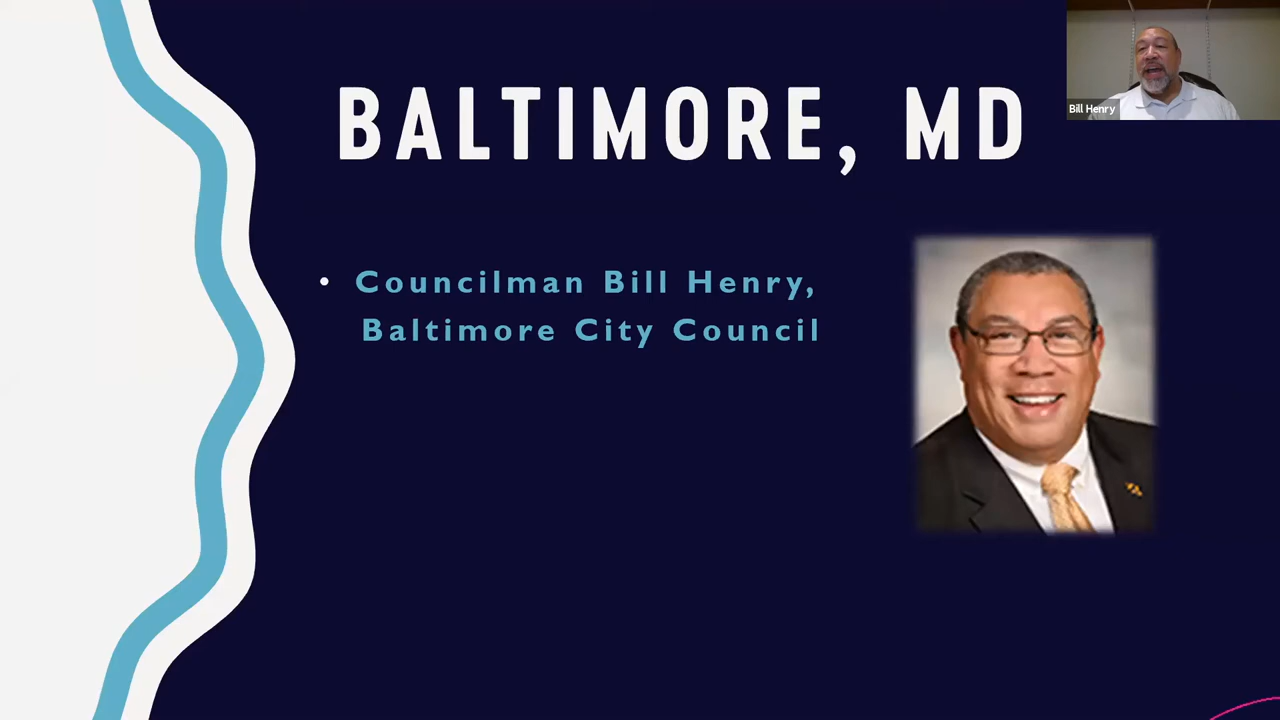 BALTIMORE, MD
Bill Henry
• Councilman Bill Henry,
Baltimore City Council